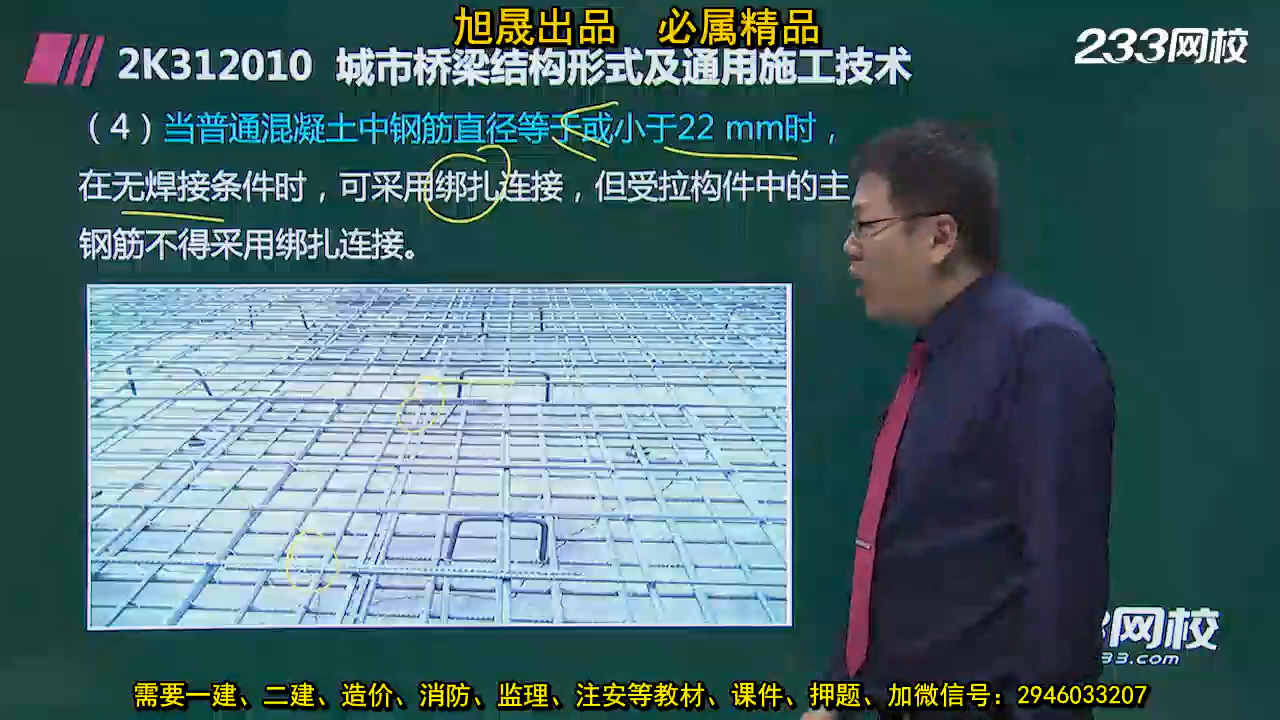 旭晟出品 必属精品
233网校
2K312010 城市桥梁结构形式及通用施工技术
（4）当普通混凝土中钢筋直径等于或小于22 mm时，
在无焊接条件时，可采用绑扎连接，但受拉构件中的主
钢筋不得采用绑扎连接。
网校
33.com
需要一建、二建、造价、消防、监理、注安等教材、课件、押题、加微信号：2946033207